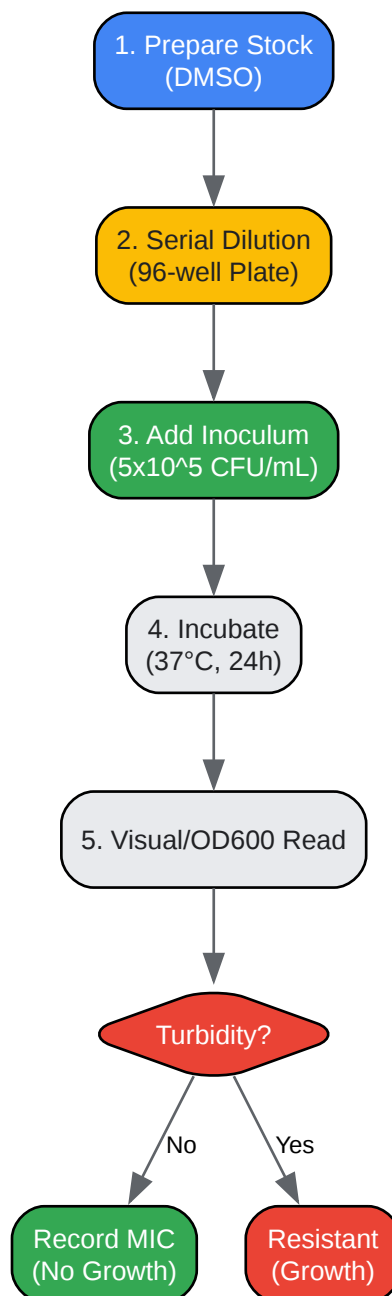 1. Prepare Stock
(DMSO)
2. Serial Dilution
(96-well Plate)
3. Add Inoculum
(5x10^5 CFU/mL)
4. Incubate
(37°C, 24h)
5. Visual/OD600 Read
Turbidity?
No
Yes
Record MIC
(No Growth)
Resistant
(Growth)